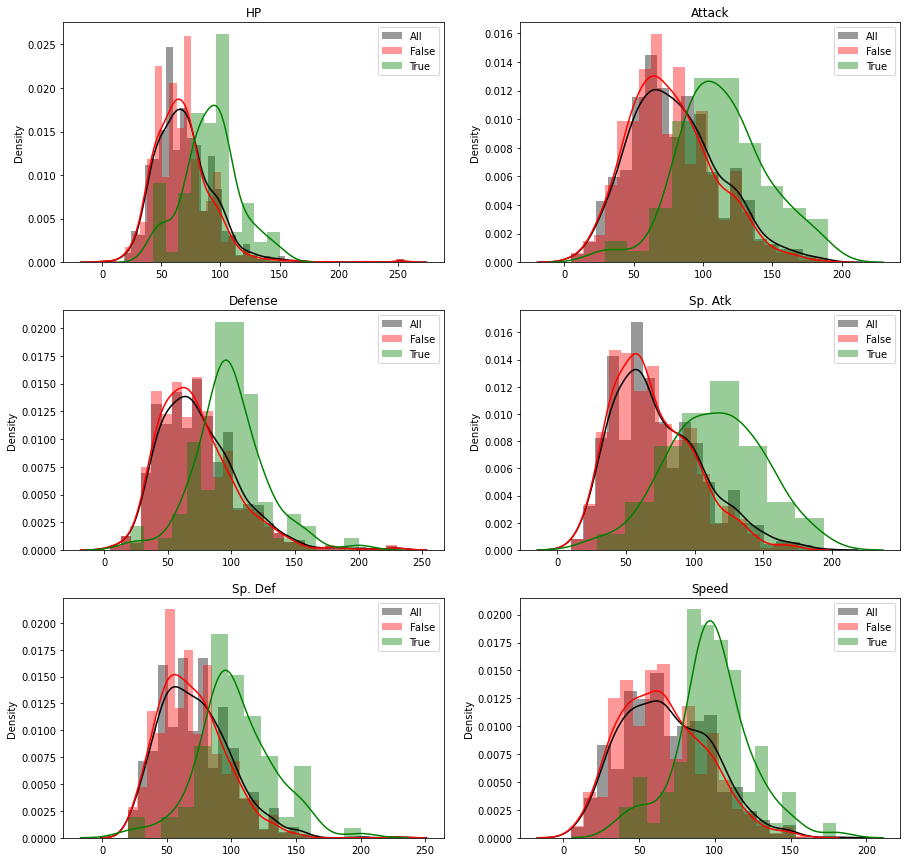 HP
0.025
0.020
0.015
0.010
0.005
0.000
Density
0 50 100 150 200 250
All
False
True
Attack
0.016
0.014
0.012
0.010
0.008
0.006
0.004
0.002
0.000
Density
0 50 100 150 200
All
False
True
Defense
0.0200
0.0175
0.0150
0.0125
0.0100
0.0075
0.0050
0.0025
0.0000
Density
0 50 100 150 200 250
All
False
True
Sp. Atk
0.016
0.014
0.012
0.010
0.008
0.006
0.004
0.002
0.000
Density
0 50 100 150 200
All
False
True
Sp. Def
0.0200
0.0175
0.0150
0.0125
0.0100
0.0075
0.0050
0.0025
0.0000
Density
0 50 100 150 200 250
All
False
True
Speed
0.0200
0.0175
0.0150
0.0125
0.0100
0.0075
0.0050
0.0025
0.0000
Density
0 50 100 150 200
All
False
True